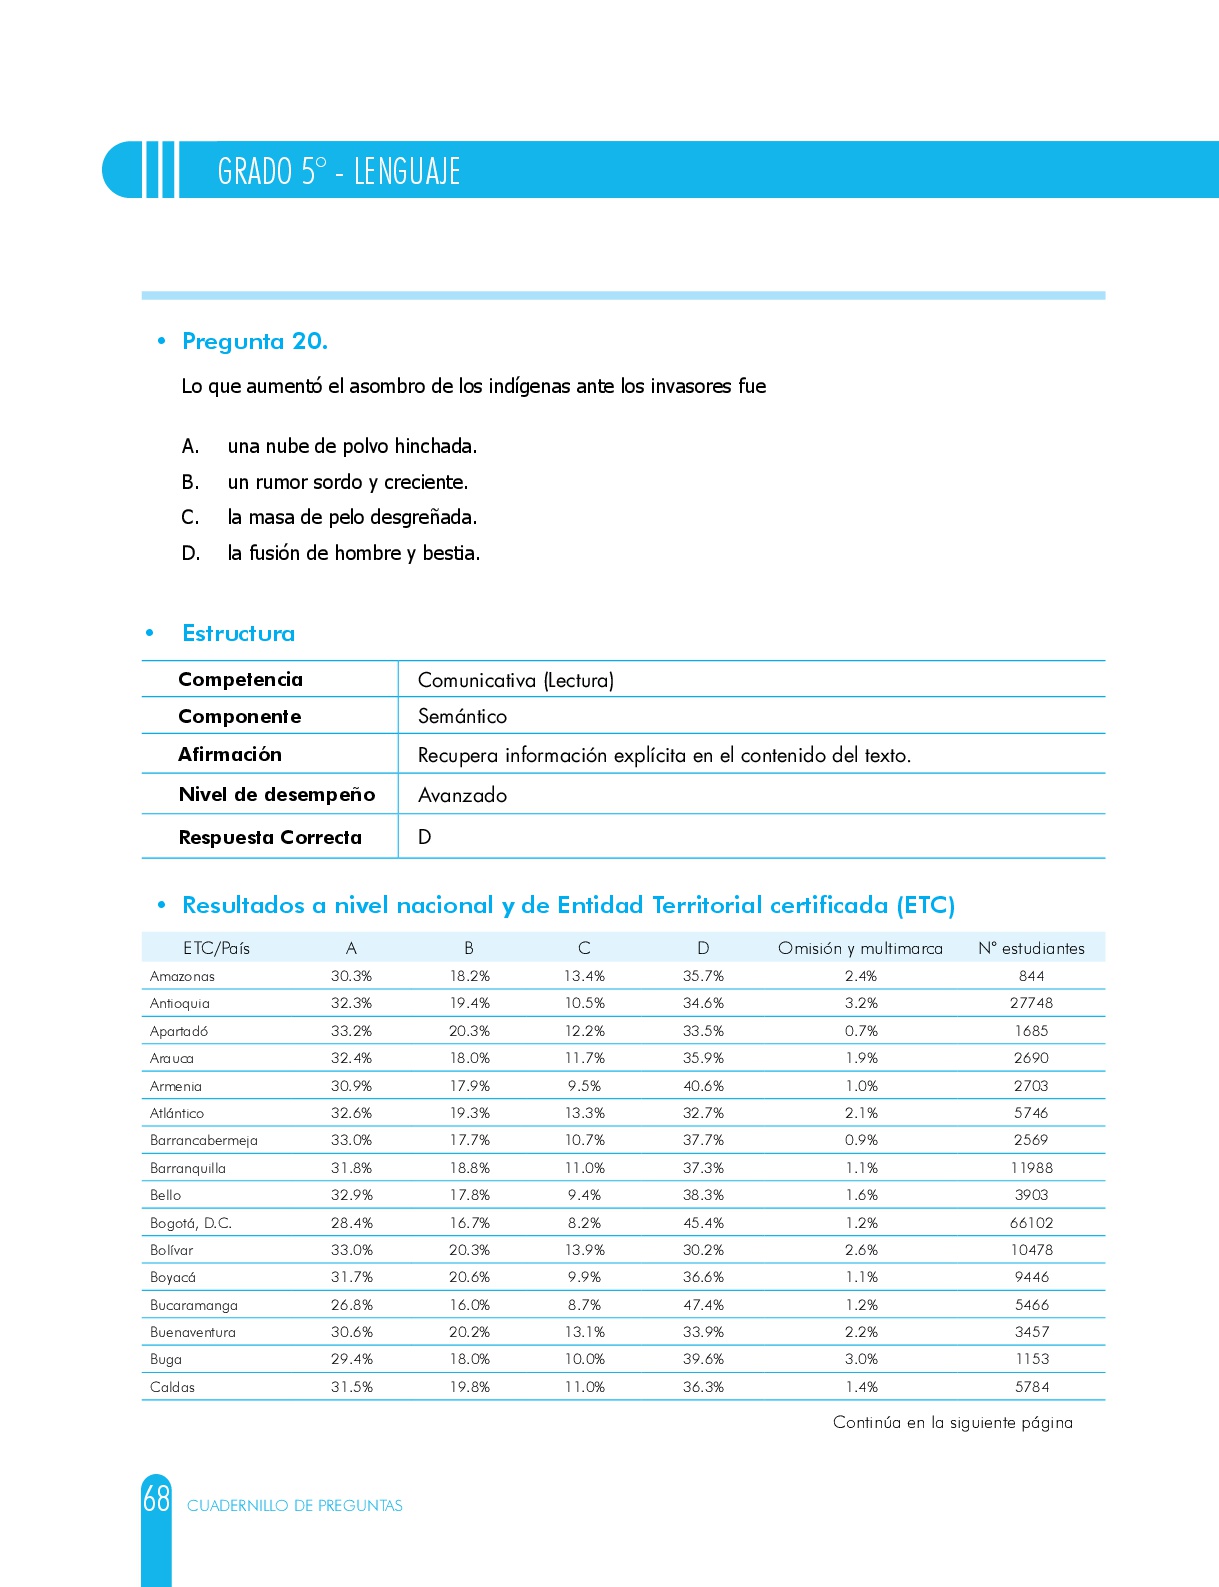 GRADO 5° - LENGUAJE
• Pregunta 20.
Lo que aumentó el asombro de los indígenas ante los invasores fue
A. una nube de polvo hinchada.
B. un rumor sordo y creciente.
C. la masa de pelo desgreñada.
D. la fusión de hombre y bestia.
• Estructura
Competencia Comunicativa (Lectura)
Componente Semántico
Afirmación Recupera información explícita en el contenido del texto.
Nivel de desempeño Avanzado
Respuesta Correcta D
• Resultados a nivel nacional y de Entidad Territorial certificada (ETC)
ETC/País A B C D Omisión y multimarca N° estudiantes
Amazonas 30.3% 18.2% 13.4% 35.7% 2.4% 844
Antioquia 32.3% 19.4% 10.5% 34.6% 3.2% 27748
Apartadó 33.2% 20.3% 12.2% 33.5% 0.7% 1685
Arauca 32.4% 18.0% 11.7% 35.9% 1.9% 2690
Armenia 30.9% 17.9% 9.5% 40.6% 1.0% 2703
Atlántico 32.6% 19.3% 13.3% 32.7% 2.1% 5746
Barrancabermeja 33.0% 17.7% 10.7% 37.7% 0.9% 2569
Barranquilla 31.8% 18.8% 11.0% 37.3% 1.1% 11988
Bello 32.9% 17.8% 9.4% 38.3% 1.6% 3903
Bogotá, D.C. 28.4% 16.7% 8.2% 45.4% 1.2% 66102
Bolívar 33.0% 20.3% 13.9% 30.2% 2.6% 10478
Boyacá 31.7% 20.6% 9.9% 36.6% 1.1% 9446
Bucaramanga 26.8% 16.0% 8.7% 47.4% 1.2% 5466
Buenaventura 30.6% 20.2% 13.1% 33.9% 2.2% 3457
Buga 29.4% 18.0% 10.0% 39.6% 3.0% 1153
Caldas 31.5% 19.8% 11.0% 36.3% 1.4% 5784
Continúa en la siguiente página
68 CUADERNILLO DE PREGUNTAS